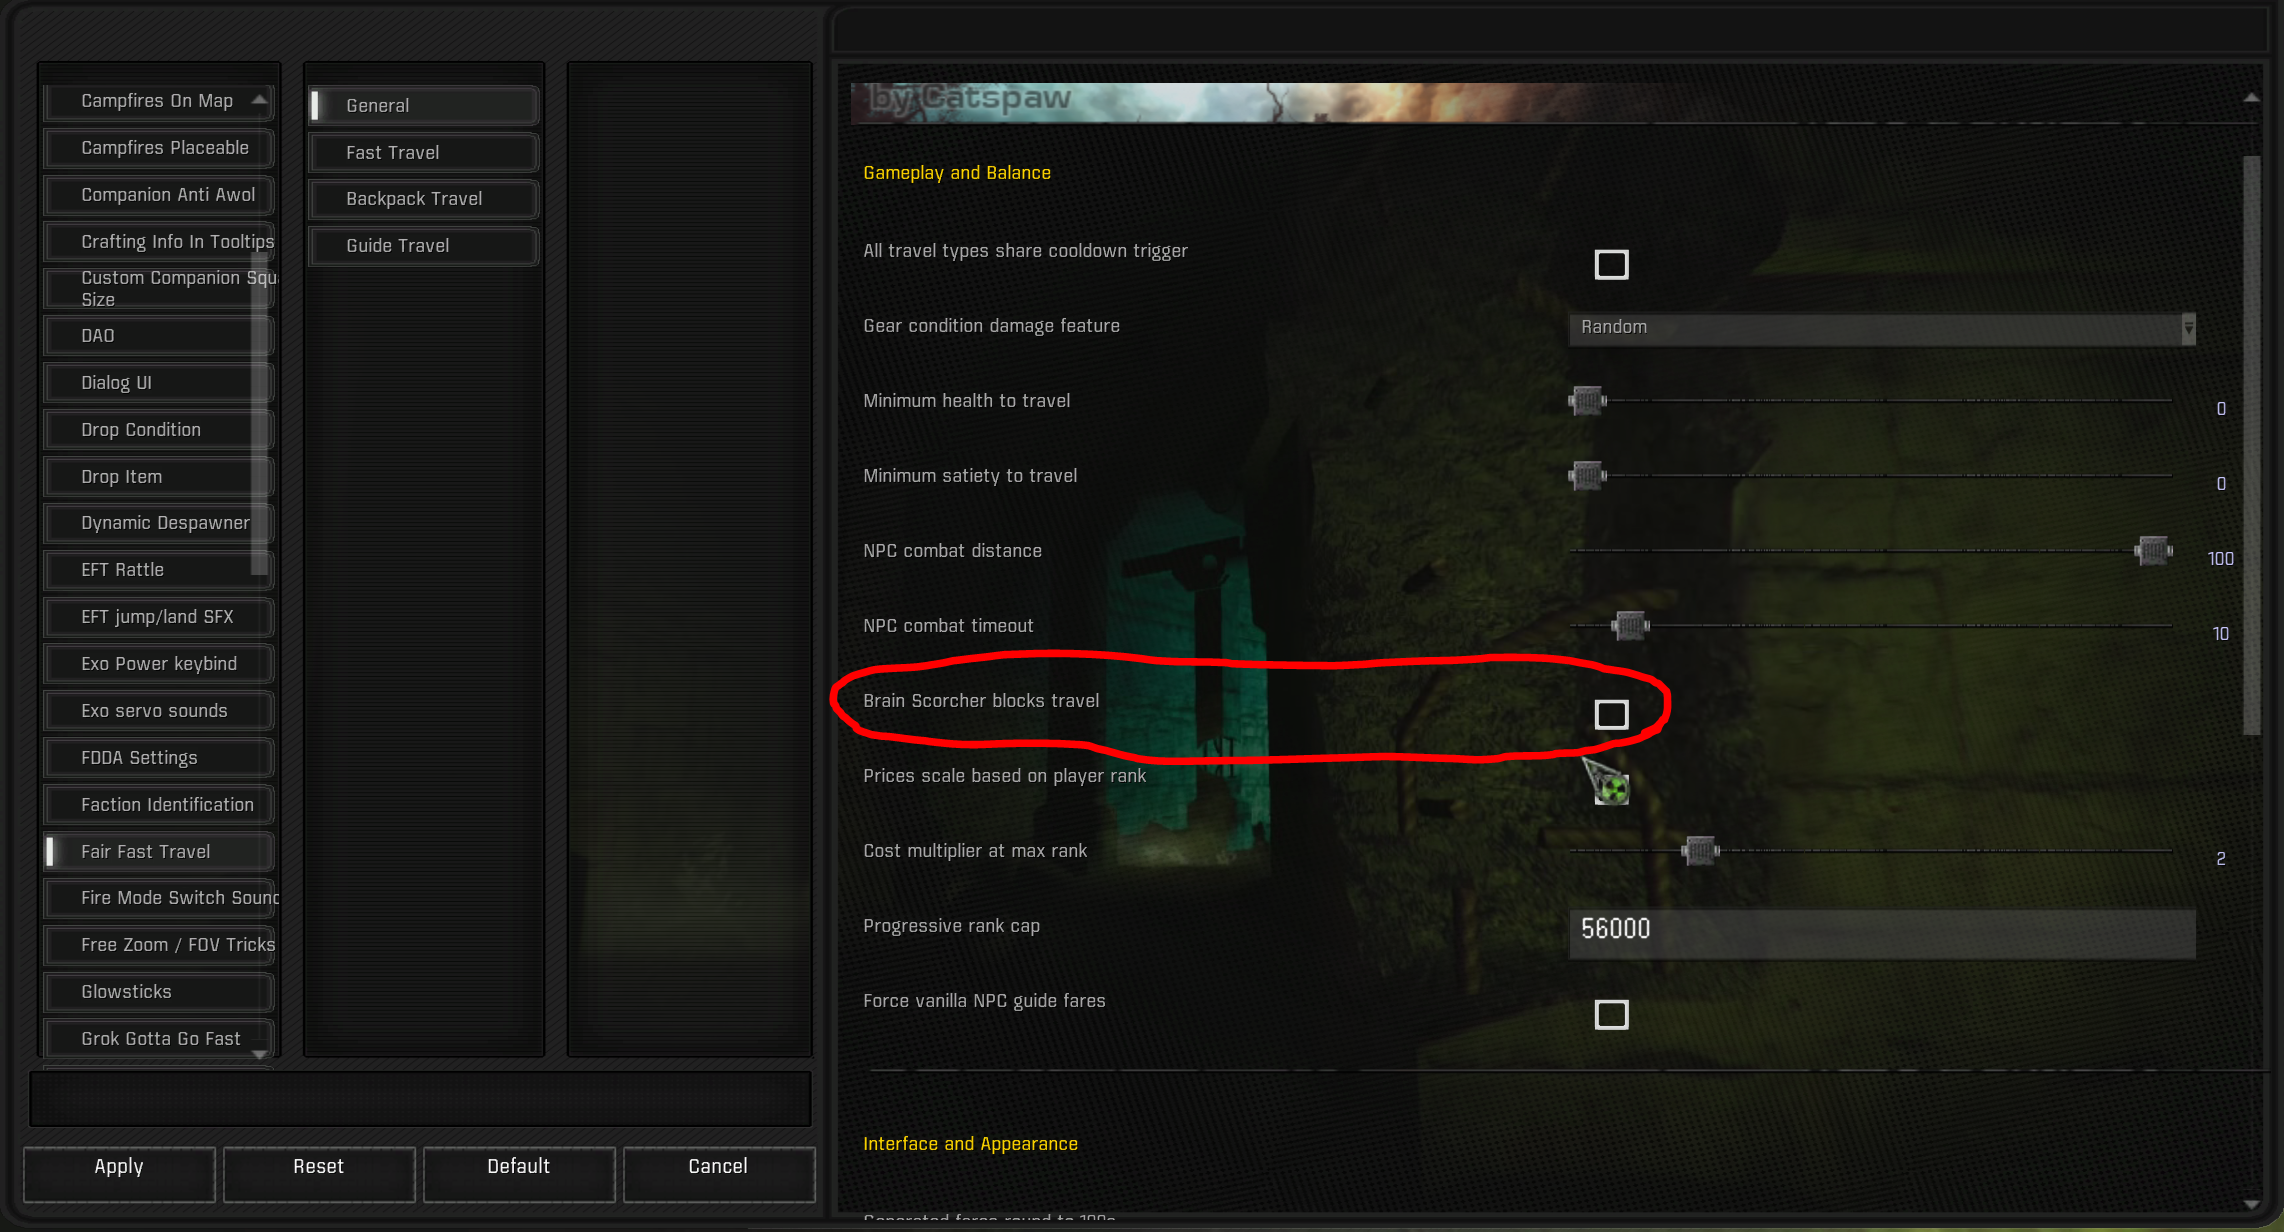 Campfires On Map
Campfires Placeable
Companion Anti Awol
Crafting Info In Tooltips
Custom Companion Squ
Size
DAO
Dialog UI
Drop Condition
Drop Item
Dynamic Despawner
EFT Rattle
EFT jump/land SFX
Exo Power keybind
Exo servo sounds
FDDA Settings
Faction Identification
Fair Fast Travel
Fire Mode Switch Sound
Free Zoom / FOV Tricks
Glowsticks
Grok Gotta Go Fast
General
Fast Travel
Backpack Travel
Guide Travel
Apply
Reset
Default
Cancel
by Catspaw
Gameplay and Balance
All travel types share cooldown trigger
Gear condition damage feature
Random
Minimum health to travel
0
Minimum satiety to travel
0
NPC combat distance
100
NPC combat timeout
10
Brain Scorcher blocks travel
Prices scale based on player rank
Cost multiplier at max rank
2
Progressive rank cap
56000
Force vanilla NPC guide fares
Interface and Appearance